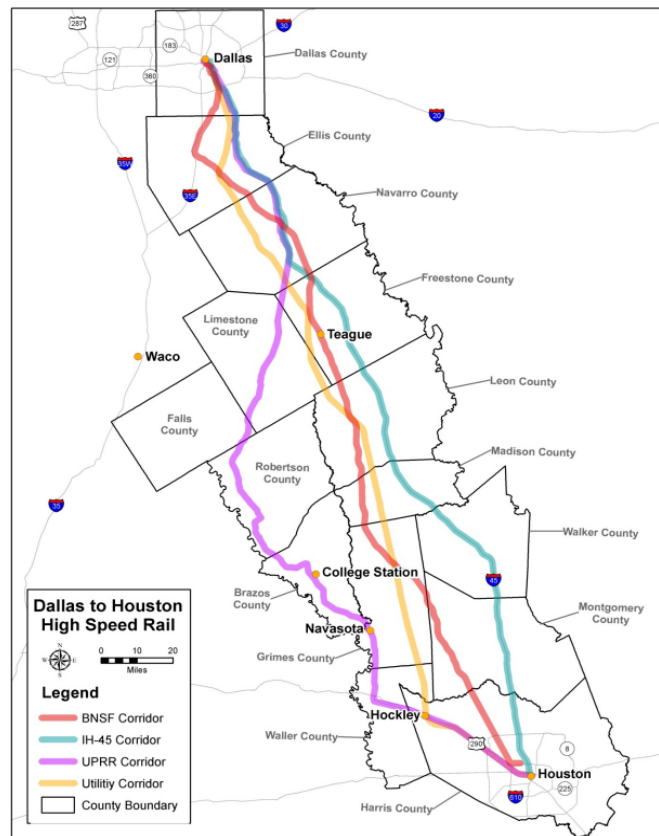 287
30
183
Dallas
Dallas County
121
360
20
Ellis County
35W
35E
Navarro County
Freestone County
Limestone
County
Teague
Waco
Leon County
Falls
County
Madison County
Robertson
County
35
Walker County
College Station
45
Brazos
County
Montgomery
County
Navasota
Grimes County
Hockley
290
8
Waller County
Houston
610
225
Harris County
Dallas to Houston
High Speed Rail
N
W
E
S
0
10
20
Miles
Legend
BNSF Corridor
IH-45 Corridor
UPRR Corridor
Utilitiy Corridor
County Boundary